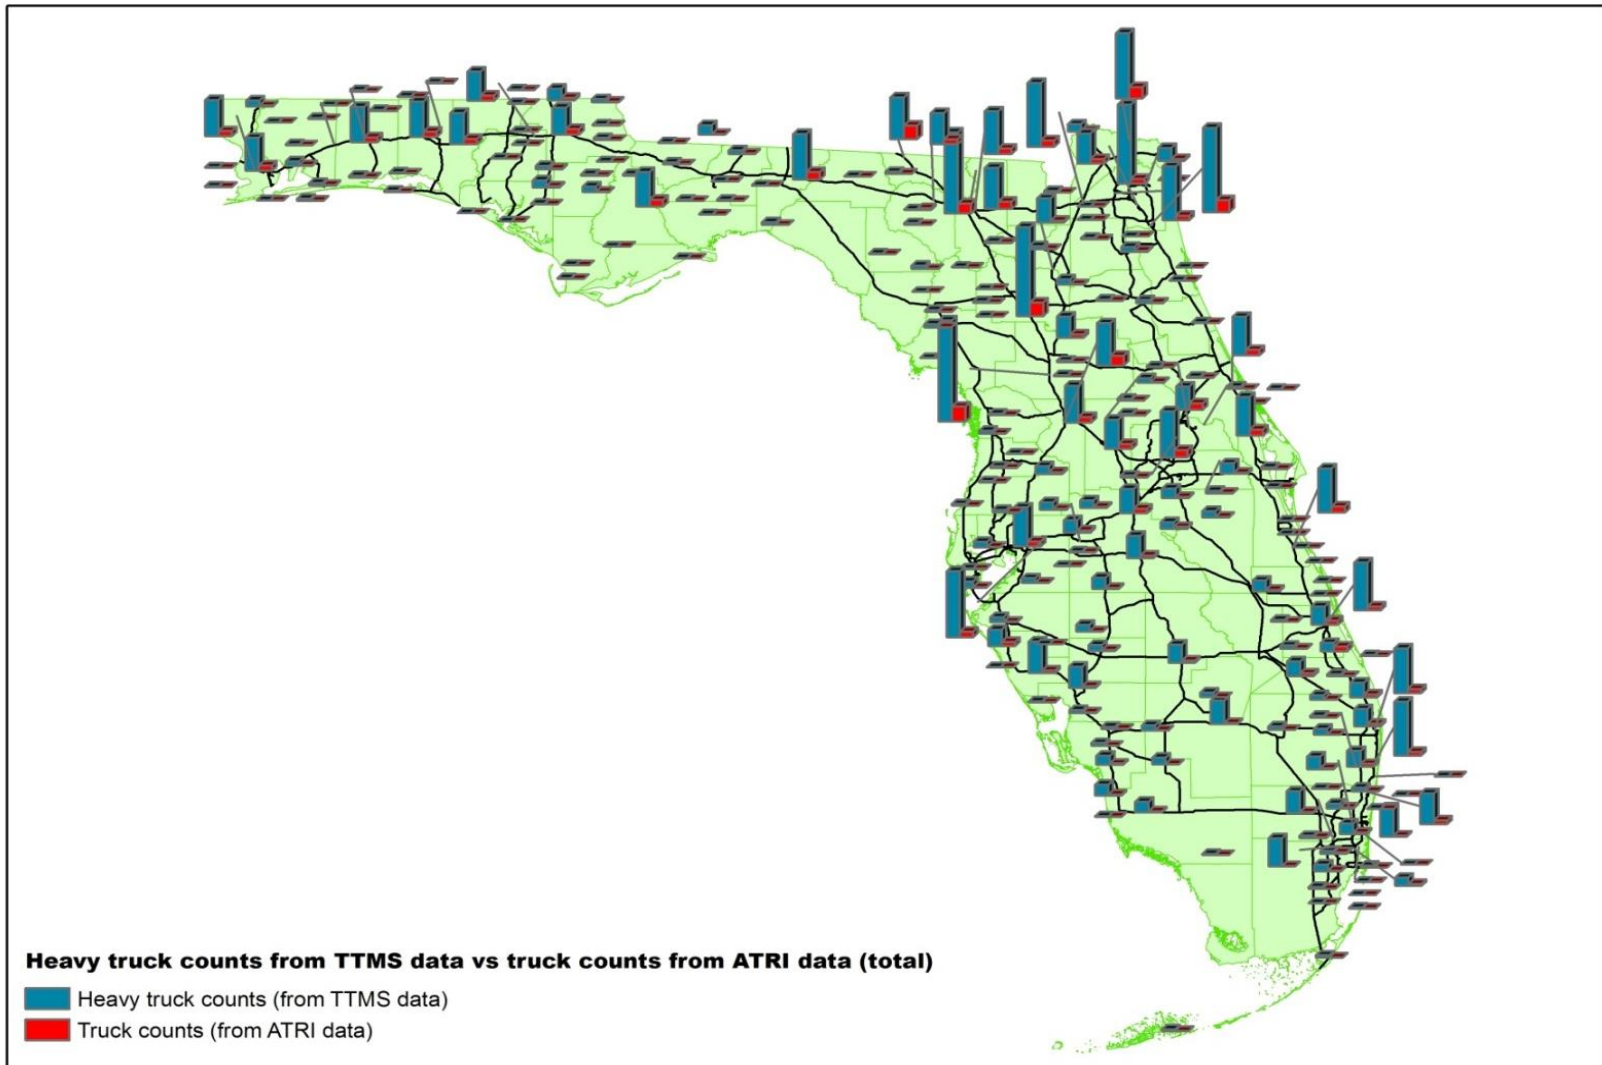 Heavy truck counts from TTMS data vs truck counts from ATRI data (total)
Heavy truck counts (from TTMS data)
Truck counts (from ATRI data)